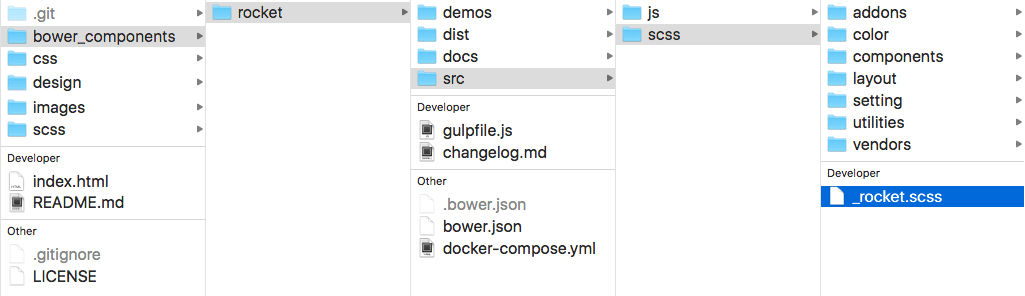 .git
bower_components
css
design
images
scss
Developer
index.html
README.md
Other
.gitignore
LICENSE
rocket
demos
dist
docs
src
Developer
gulpfile.js
changelog.md
Other
.bower.json
bower.json
docker-compose.yml
js
scss
addons
color
components
layout
setting
utilities
vendors
Developer
_rocket.scss